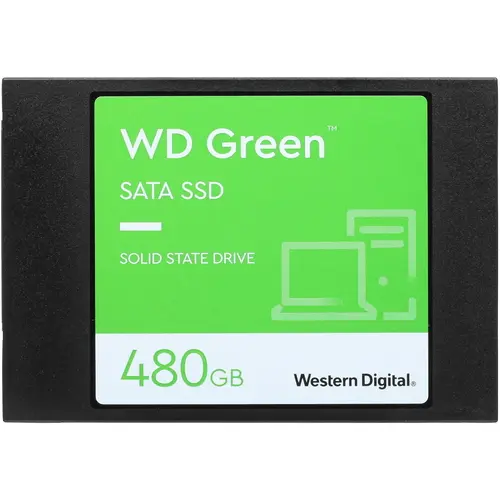 WD Green™
SATA SSD
SOLID STATE DRIVE
480GB
Western Digital®